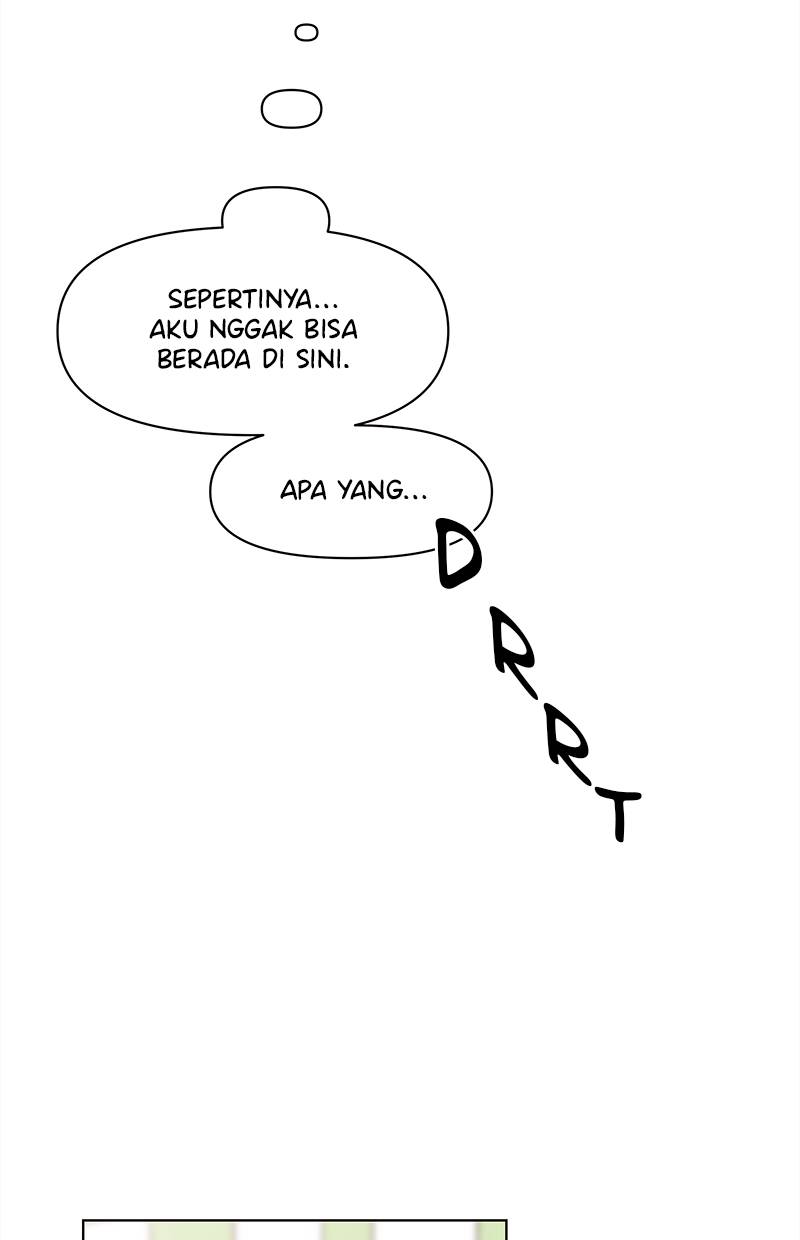 SEPERTINYA...
AKU NGGAK BISA
BERADA DI SINI.
APA YANG...
DRRT